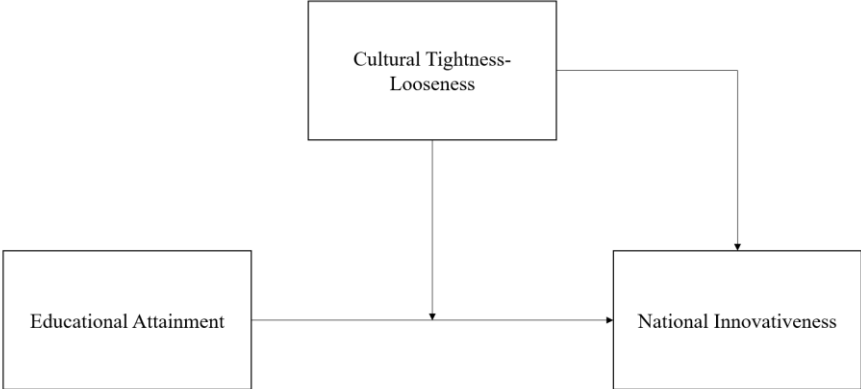 Cultural Tightness-
Looseness
Educational Attainment
National Innovativeness